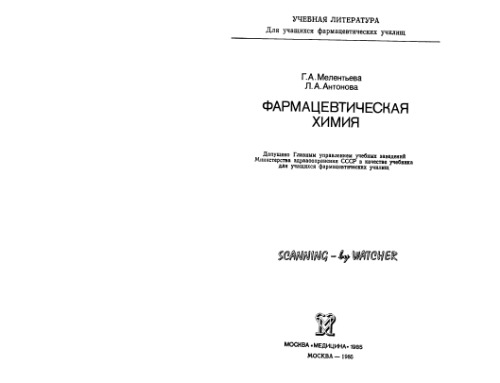 УЧЕБНАЯ ЛИТЕРАТУРА
Для учащихся фармацевтических училищ
Г.А. Мелентьева
Л.А. Антонова
ФАРМАЦЕВТИЧЕСКАЯ
ХИМИЯ
Допущено Главным управлением учебных заведений
Министерства здравоохранения СССР в качестве учебника
для учащихся фармацевтических училищ
SCANNING - by WATCHER
МОСКВА «МЕДИЦИНА» 1985
МОСКВА — 1985